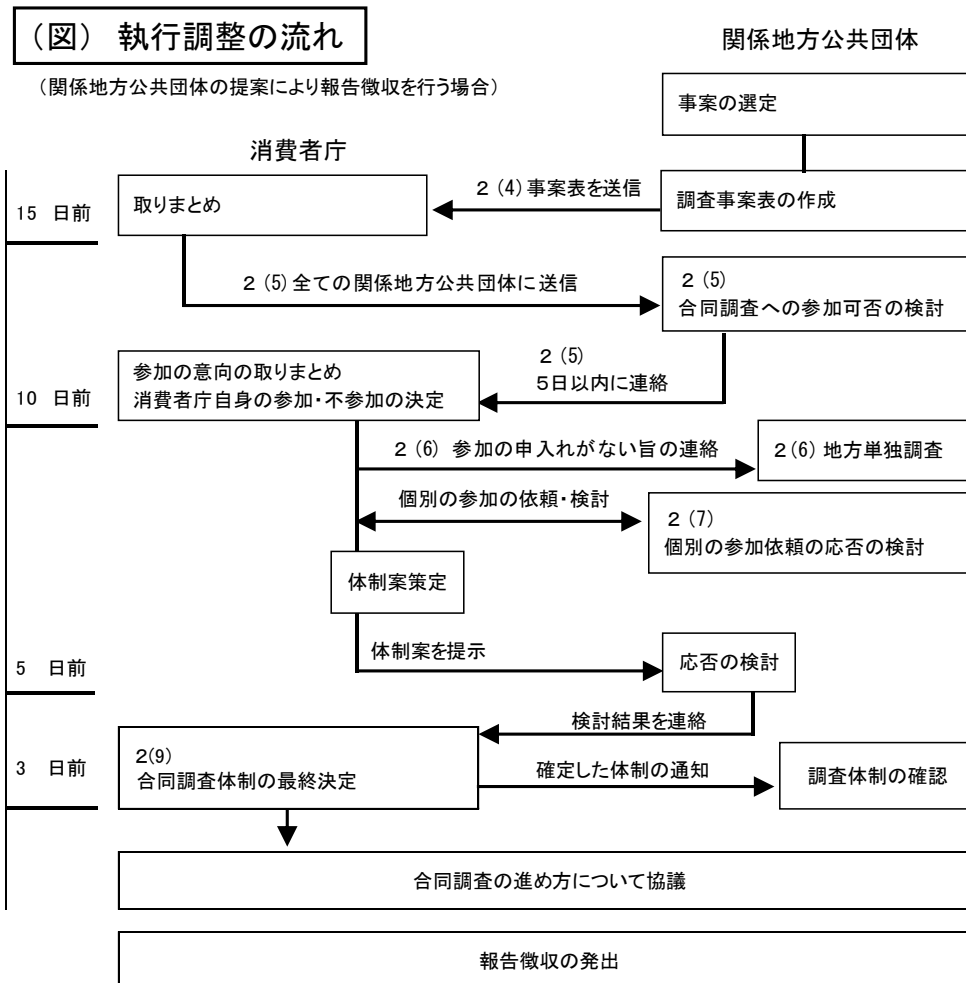 （図） 執行調整の流れ
関係地方公共団体
（関係地方公共団体の提案により報告徴収を行う場合）
事案の選定
消費者庁
15 日前
取りまとめ
2 (4) 事案表を送信
調査事案表の作成
2 (5) 全ての関係地方公共団体に送信
2 (5)
合同調査への参加可否の検討
10 日前
参加の意向の取りまとめ
消費者庁自身の参加・不参加の決定
2 (5)
5日以内に連絡
2 (6) 参加の申入れがない旨の連絡
2 (6) 地方単独調査
個別の参加の依頼・検討
2 (7)
個別の参加依頼の応否の検討
体制案策定
5 日前
体制案を提示
応否の検討
検討結果を連絡
3 日前
2(9)
合同調査体制の最終決定
確定した体制の通知
調査体制の確認
合同調査の進め方について協議
報告徴収の発出